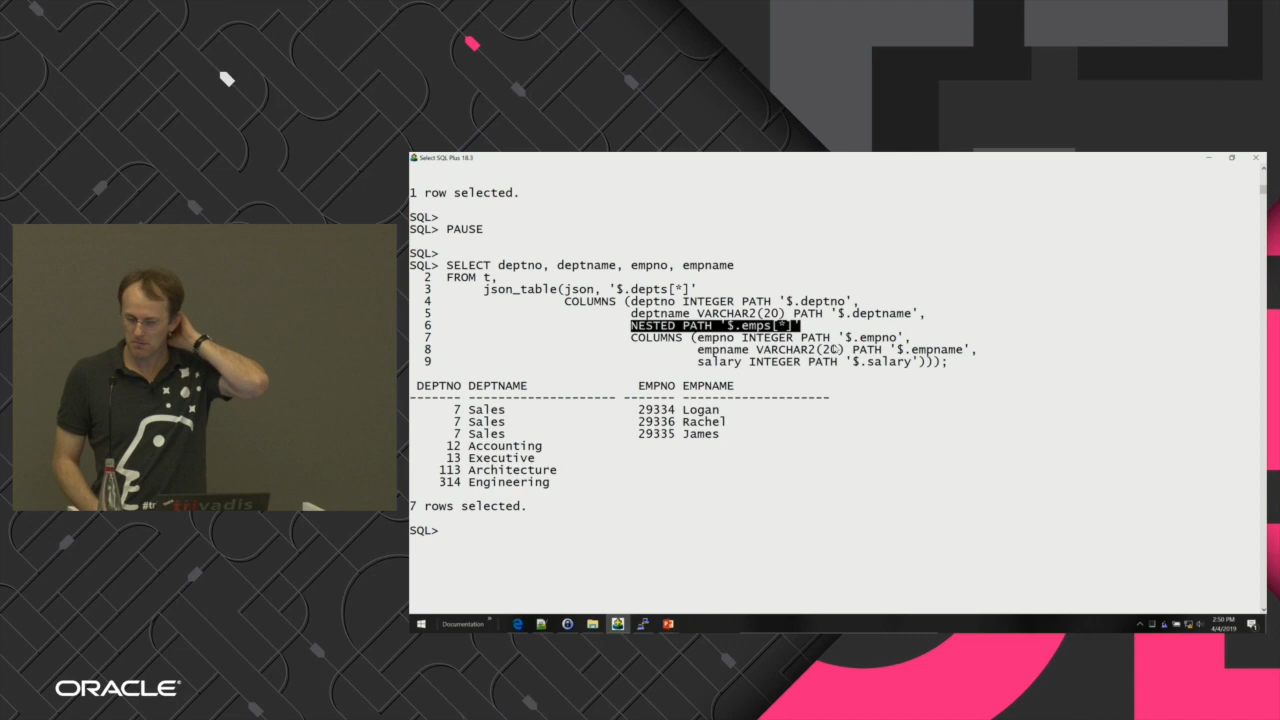 Select SQL Plus 18.3
1 row selected.
SQL>
SQL> PAUSE
SQL>
SQL> SELECT deptno, deptname, empno, empname
2 FROM t,
3 json_table(json, '$.depts[*]'
4 COLUMNS (deptno INTEGER PATH '$.deptno',
5 deptname VARCHAR2(20) PATH '$.deptname',
6 NESTED PATH '$.emps[*]'
7 COLUMNS (empno INTEGER PATH '$.empno',
8 empname VARCHAR2(20) PATH '$.empname',
9 salary INTEGER PATH '$.salary')));
DEPTNO DEPTNAME EMPNO EMPNAME
------- -------------------- ------- --------------------
7 Sales 29334 Logan
7 Sales 29336 Rachel
7 Sales 29335 James
12 Accounting
13 Executive
113 Architecture
314 Engineering
7 rows selected.
SQL>
#tr
trivadis
Documentation
2:50 PM
4/4/2019
ORACLE